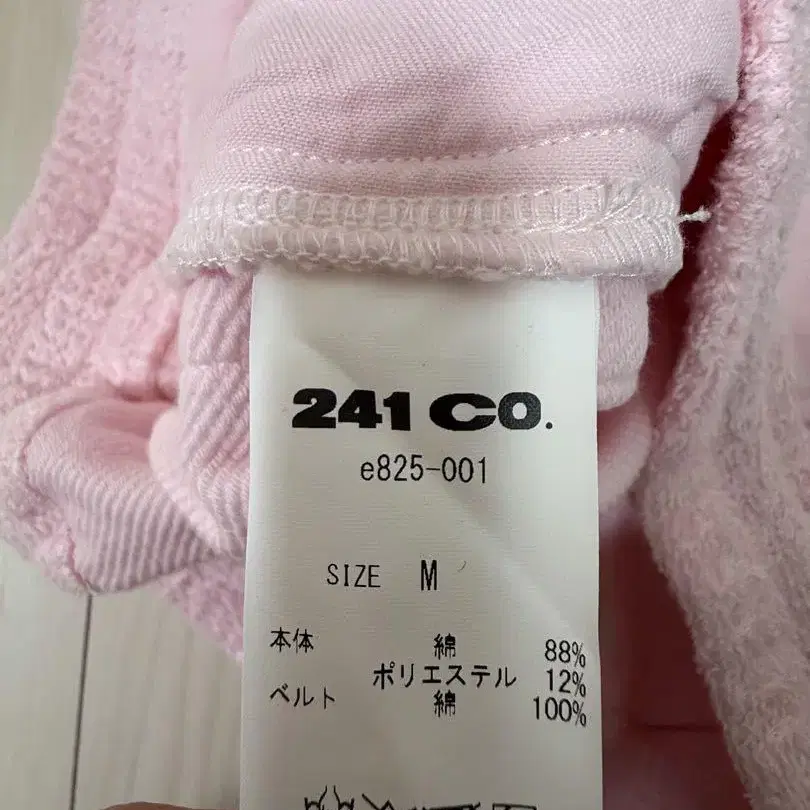 241 CO.
e825-001
SIZE M
本体 綿 88%
ポリエステル 12%
ベルト 綿 100%